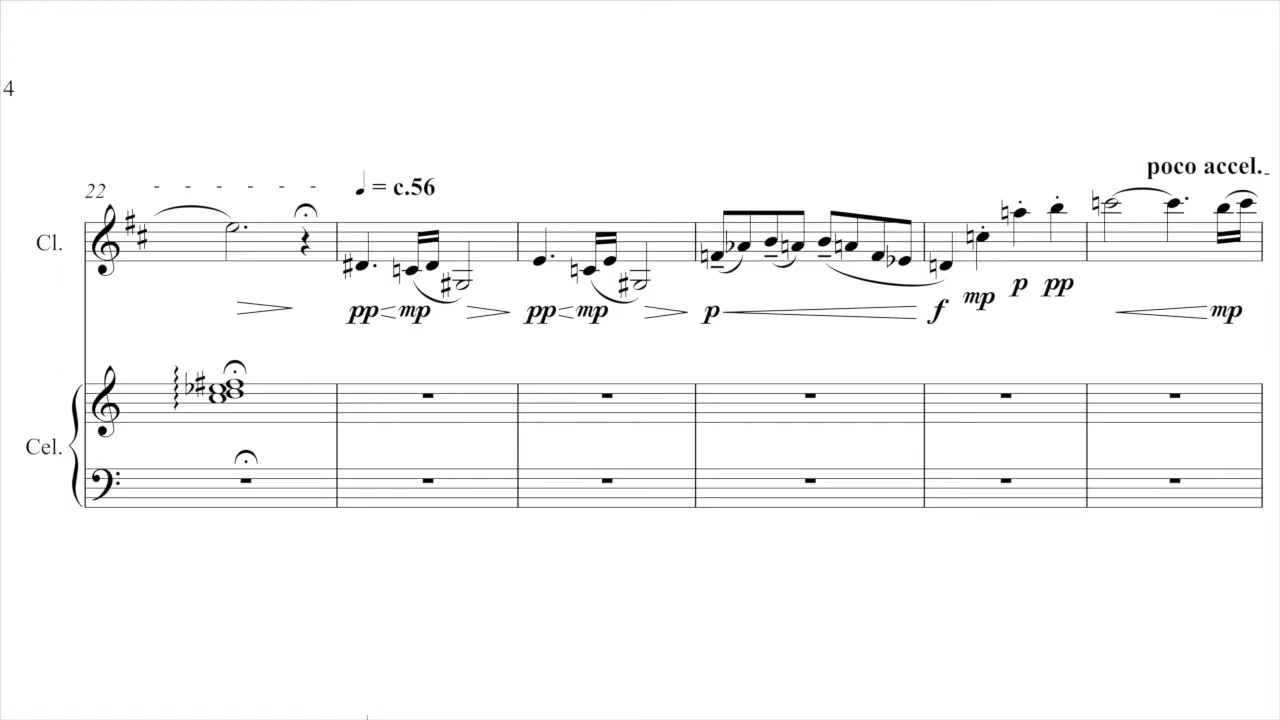 4
poco accel.
22
= c.56
Cl.
pp mp pp mp p f mp p pp mp
Cel.